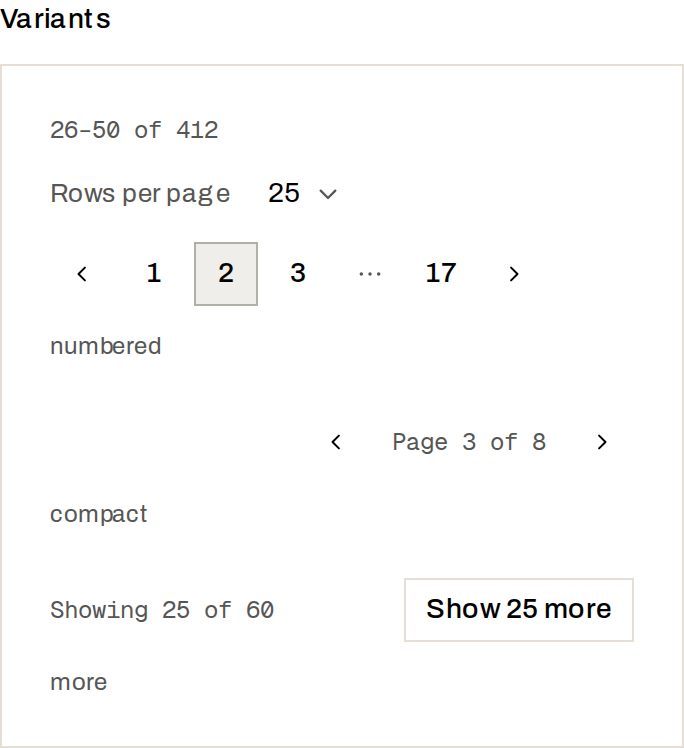 Variants
26–50 of 412
Rows per page 25
1 2 3 ··· 17
numbered
Page 3 of 8
compact
Showing 25 of 60 Show 25 more
more